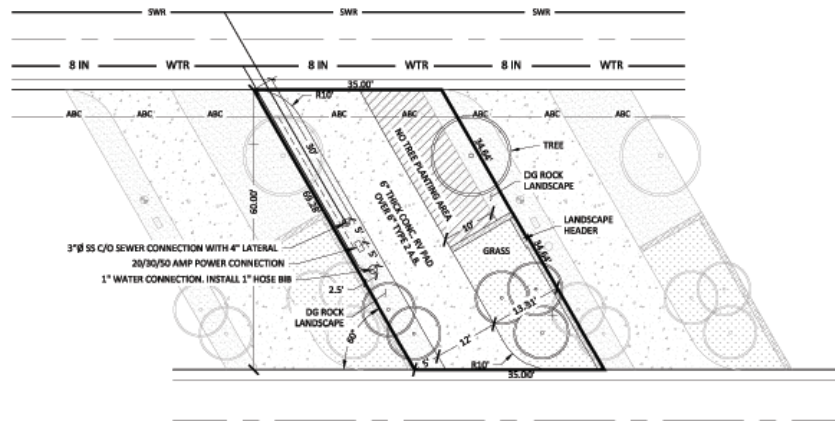 SWR SWR SWR
8 IN WTR 8 IN WTR 8 IN WTR
35.00'
R10'
ABC ABC ABC ABC ABC ABC ABC
30'
69.28'
60.00'
NO TREE PLANTING AREA
6" THICK CONC. RV PAD
OVER 6" TYPE 2 A.B.
34.64'
TREE
DG ROCK
LANDSCAPE
10'
LANDSCAPE
HEADER
GRASS
34.64'
3"Ø SS C/O SEWER CONNECTION WITH 4" LATERAL
5'
20/30/50 AMP POWER CONNECTION
5'
1" WATER CONNECTION. INSTALL 1" HOSE BIB
2.5'
DG ROCK
LANDSCAPE
60°
13.31'
12'
5'
R10'
35.00'